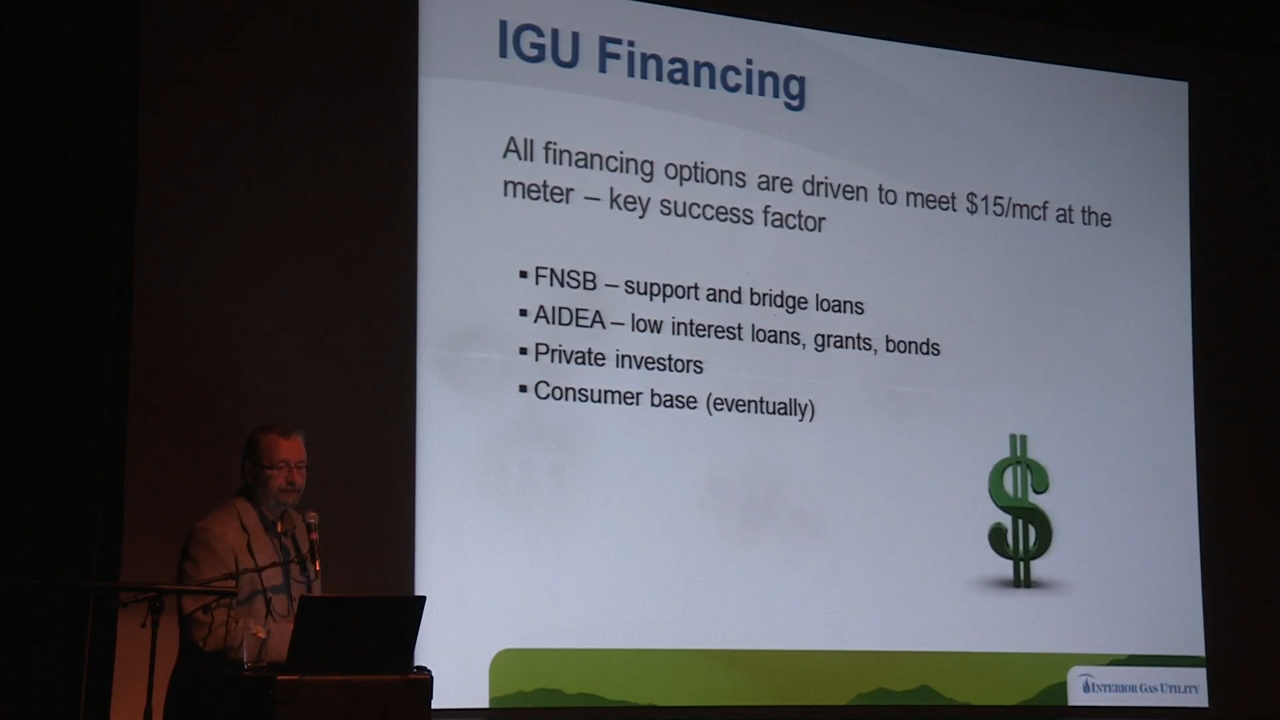 IGU Financing
All financing options are driven to meet $15/mcf at the
meter – key success factor
▪ FNSB – support and bridge loans
▪ AIDEA – low interest loans, grants, bonds
▪ Private investors
▪ Consumer base (eventually)
$
INTERIOR GAS UTILITY